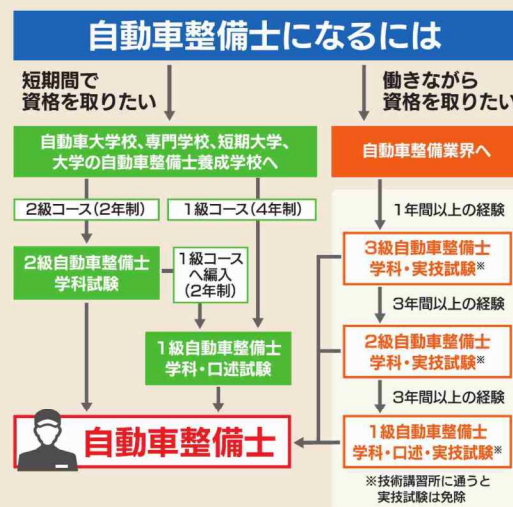 自動車整備士になるには
短期間で
資格を取りたい
働きながら
資格を取りたい
自動車大学校、専門学校、短期大学、
大学の自動車整備士養成学校へ
自動車整備業界へ
2級コース(2年制)
1級コース(4年制)
1年間以上の経験
2級自動車整備士
学科試験
1級コース
へ編入
(2年制)
3級自動車整備士
学科・実技試験※
3年間以上の経験
1級自動車整備士
学科・口述試験
2級自動車整備士
学科・実技試験※
3年間以上の経験
自動車整備士
1級自動車整備士
学科・口述・実技試験※
※技術講習所に通うと
実技試験は免除